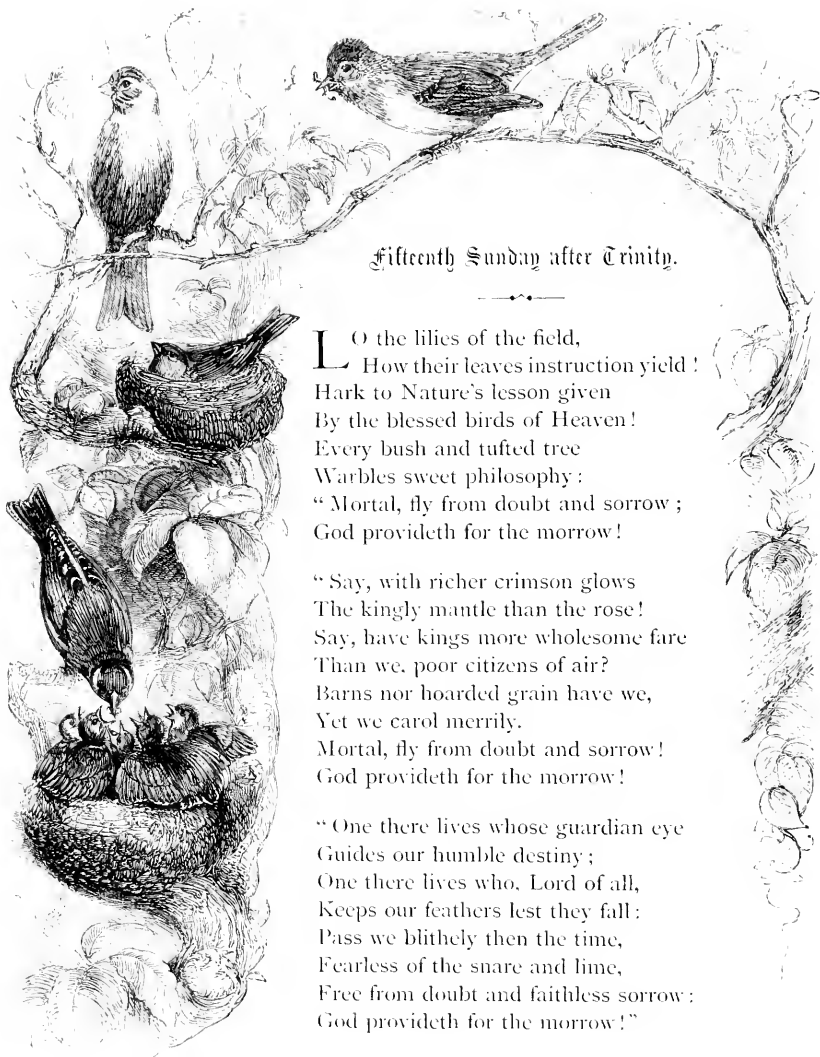 Fifteenth Sunday after Trinity.
LO the lilies of the field,
How their leaves instruction yield !
Hark to Nature's lesson given
By the blessed birds of Heaven!
Every bush and tufted tree
Warbles sweet philosophy:
“ Mortal, fly from doubt and sorrow ;
God provideth for the morrow!
“ Say, with richer crimson glows
The kingly mantle than the rose!
Say, have kings more wholesome fare
Than we, poor citizens of air?
Barns nor hoarded grain have we,
Yet we carol merrily.
Mortal, fly from doubt and sorrow!
God provideth for the morrow!
“ One there lives whose guardian eye
Guides our humble destiny;
One there lives who, Lord of all,
Keeps our feathers lest they fall:
Pass we blithely then the time,
Fearless of the snare and lime,
Free from doubt and faithless sorrow:
God provideth for the morrow!”